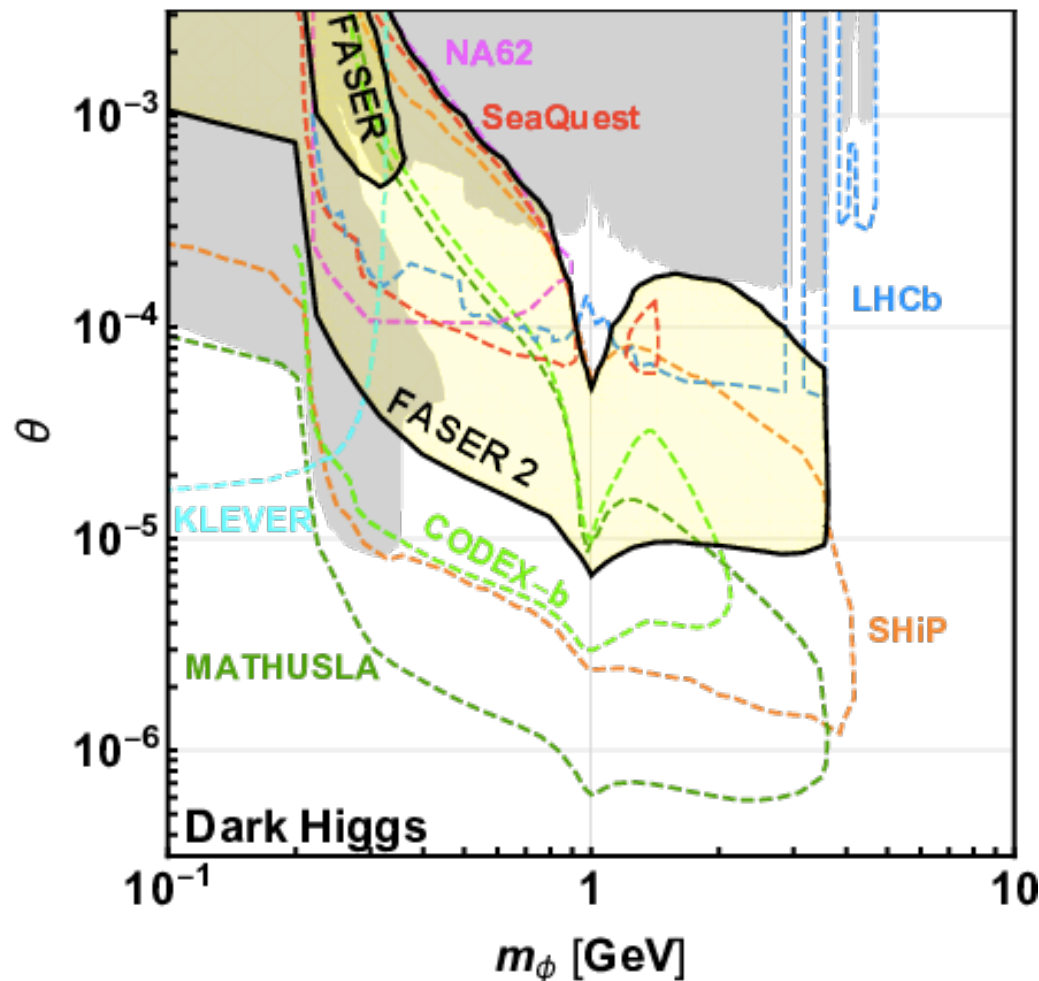 FASER
NA62
SeaQuest
10⁻³
10⁻⁴
LHCb
θ
FASER 2
10⁻⁵
KLEVER
CODEX-b
SHiP
MATHUSLA
10⁻⁶
Dark Higgs
10⁻¹ 1 10
m_ϕ [GeV]